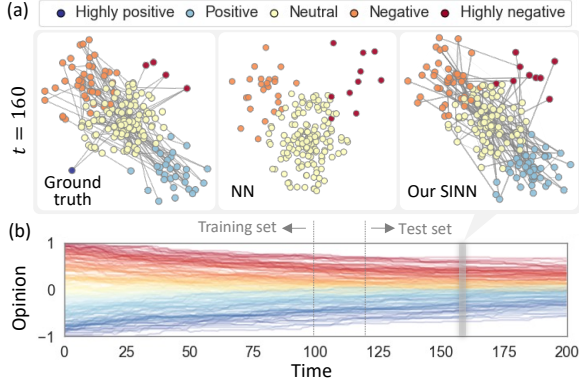 (a)
Highly positive Positive Neutral Negative Highly negative
t = 160
Ground
truth
NN
Our SINN
(b)
Training set Test set
Opinion
1
0
−1
0 25 50 75 100 125 150 175 200
Time